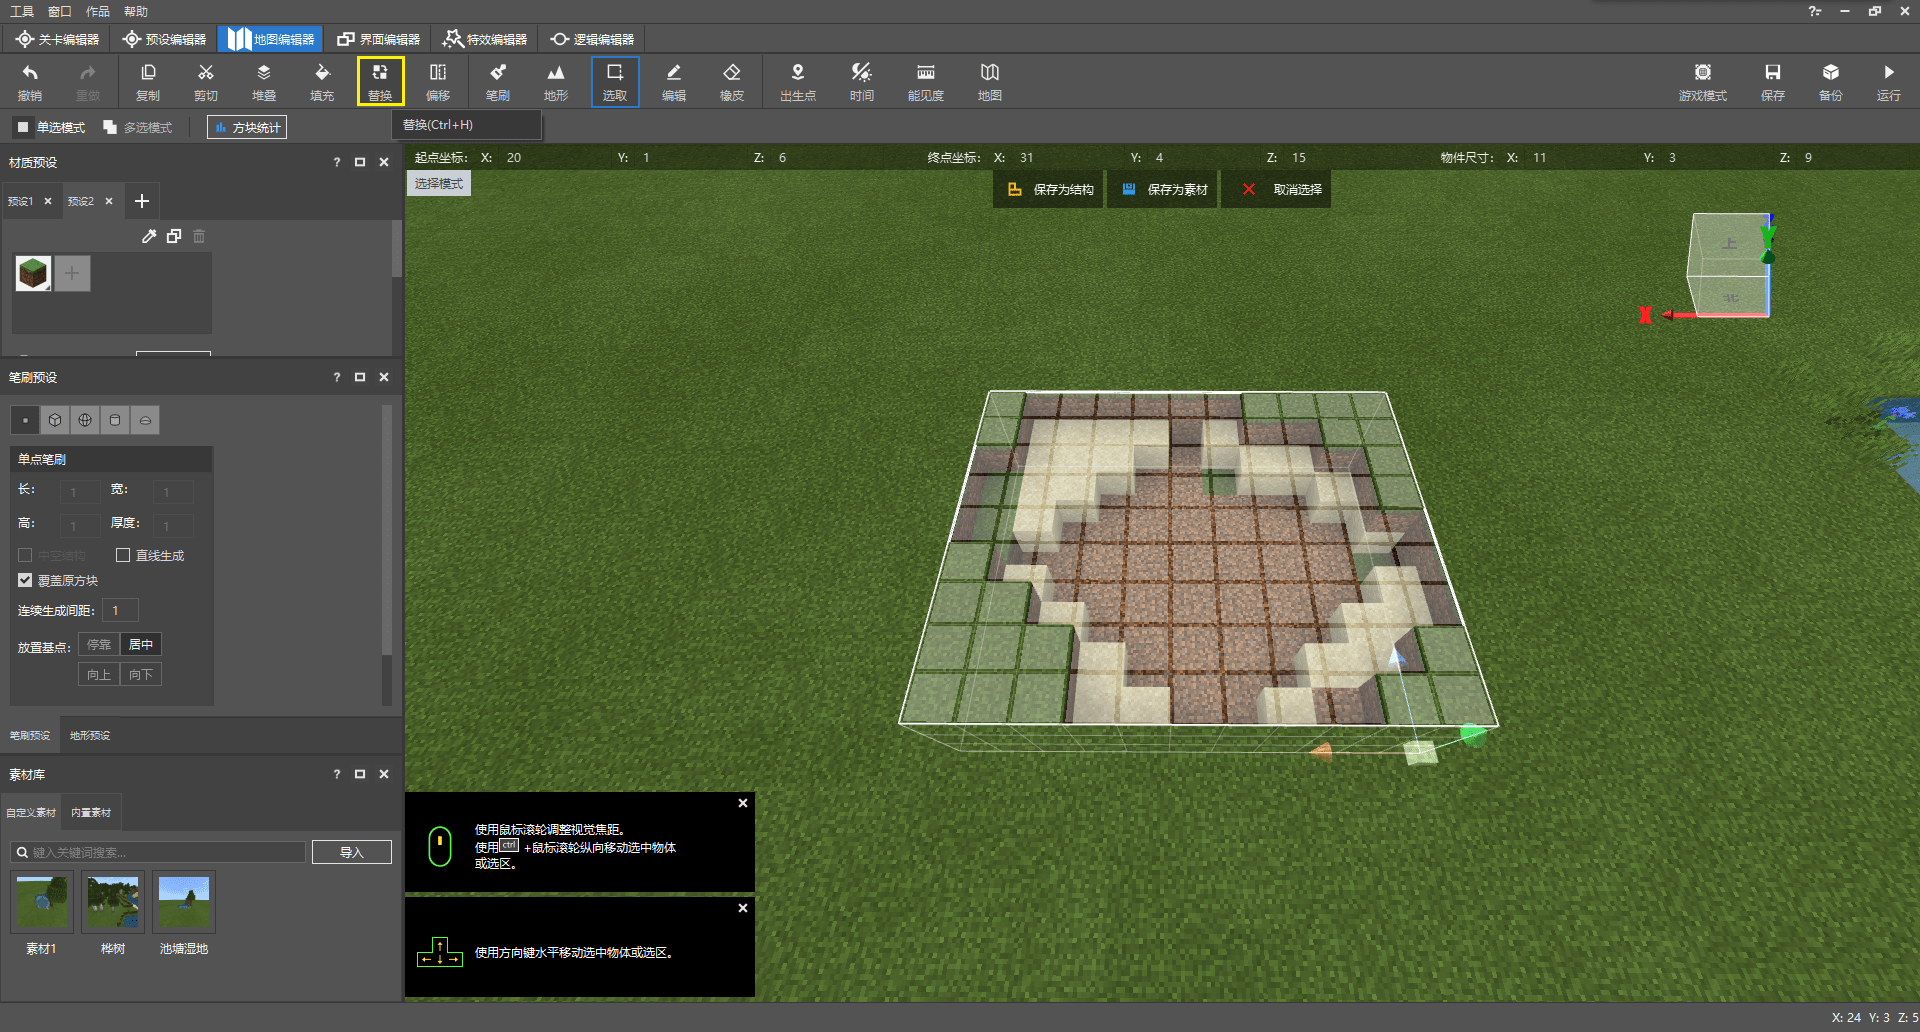 工具 窗口 作品 帮助
关卡编辑器 预设编辑器 地图编辑器 界面编辑器 特效编辑器 逻辑编辑器
撤销 重做 复制 剪切 堆叠 填充 替换 偏移 笔刷 地形 选取 编辑 橡皮 出生点 时间 能见度 地图 游戏模式 保存 备份 运行
单选模式 多选模式 方块统计 替换(Ctrl+H)
材质预设 ?
起点坐标: X: 20 Y: 1 Z: 6 终点坐标: X: 31 Y: 4 Z: 15 物件尺寸: X: 11 Y: 3 Z: 9
选择模式 保存为结构 保存为素材 取消选择
预设1 预设2
上
Y
北
X
笔刷预设 ?
单点笔刷
长: 1 宽: 1
高: 1 厚度: 1
中空结构 直线生成
覆盖原方块
连续生成间距: 1
放置基点: 停靠 居中
向上 向下
笔刷预设 地形预设
素材库 ?
自定义素材 内置素材
键入关键词搜索... 导入
素材1 桦树 池塘湿地
使用鼠标滚轮调整视觉焦距。
使用ctrl+鼠标滚轮纵向移动选中物体
或选区。
使用方向键水平移动选中物体或选区。
X: 24 Y: 3 Z: 5